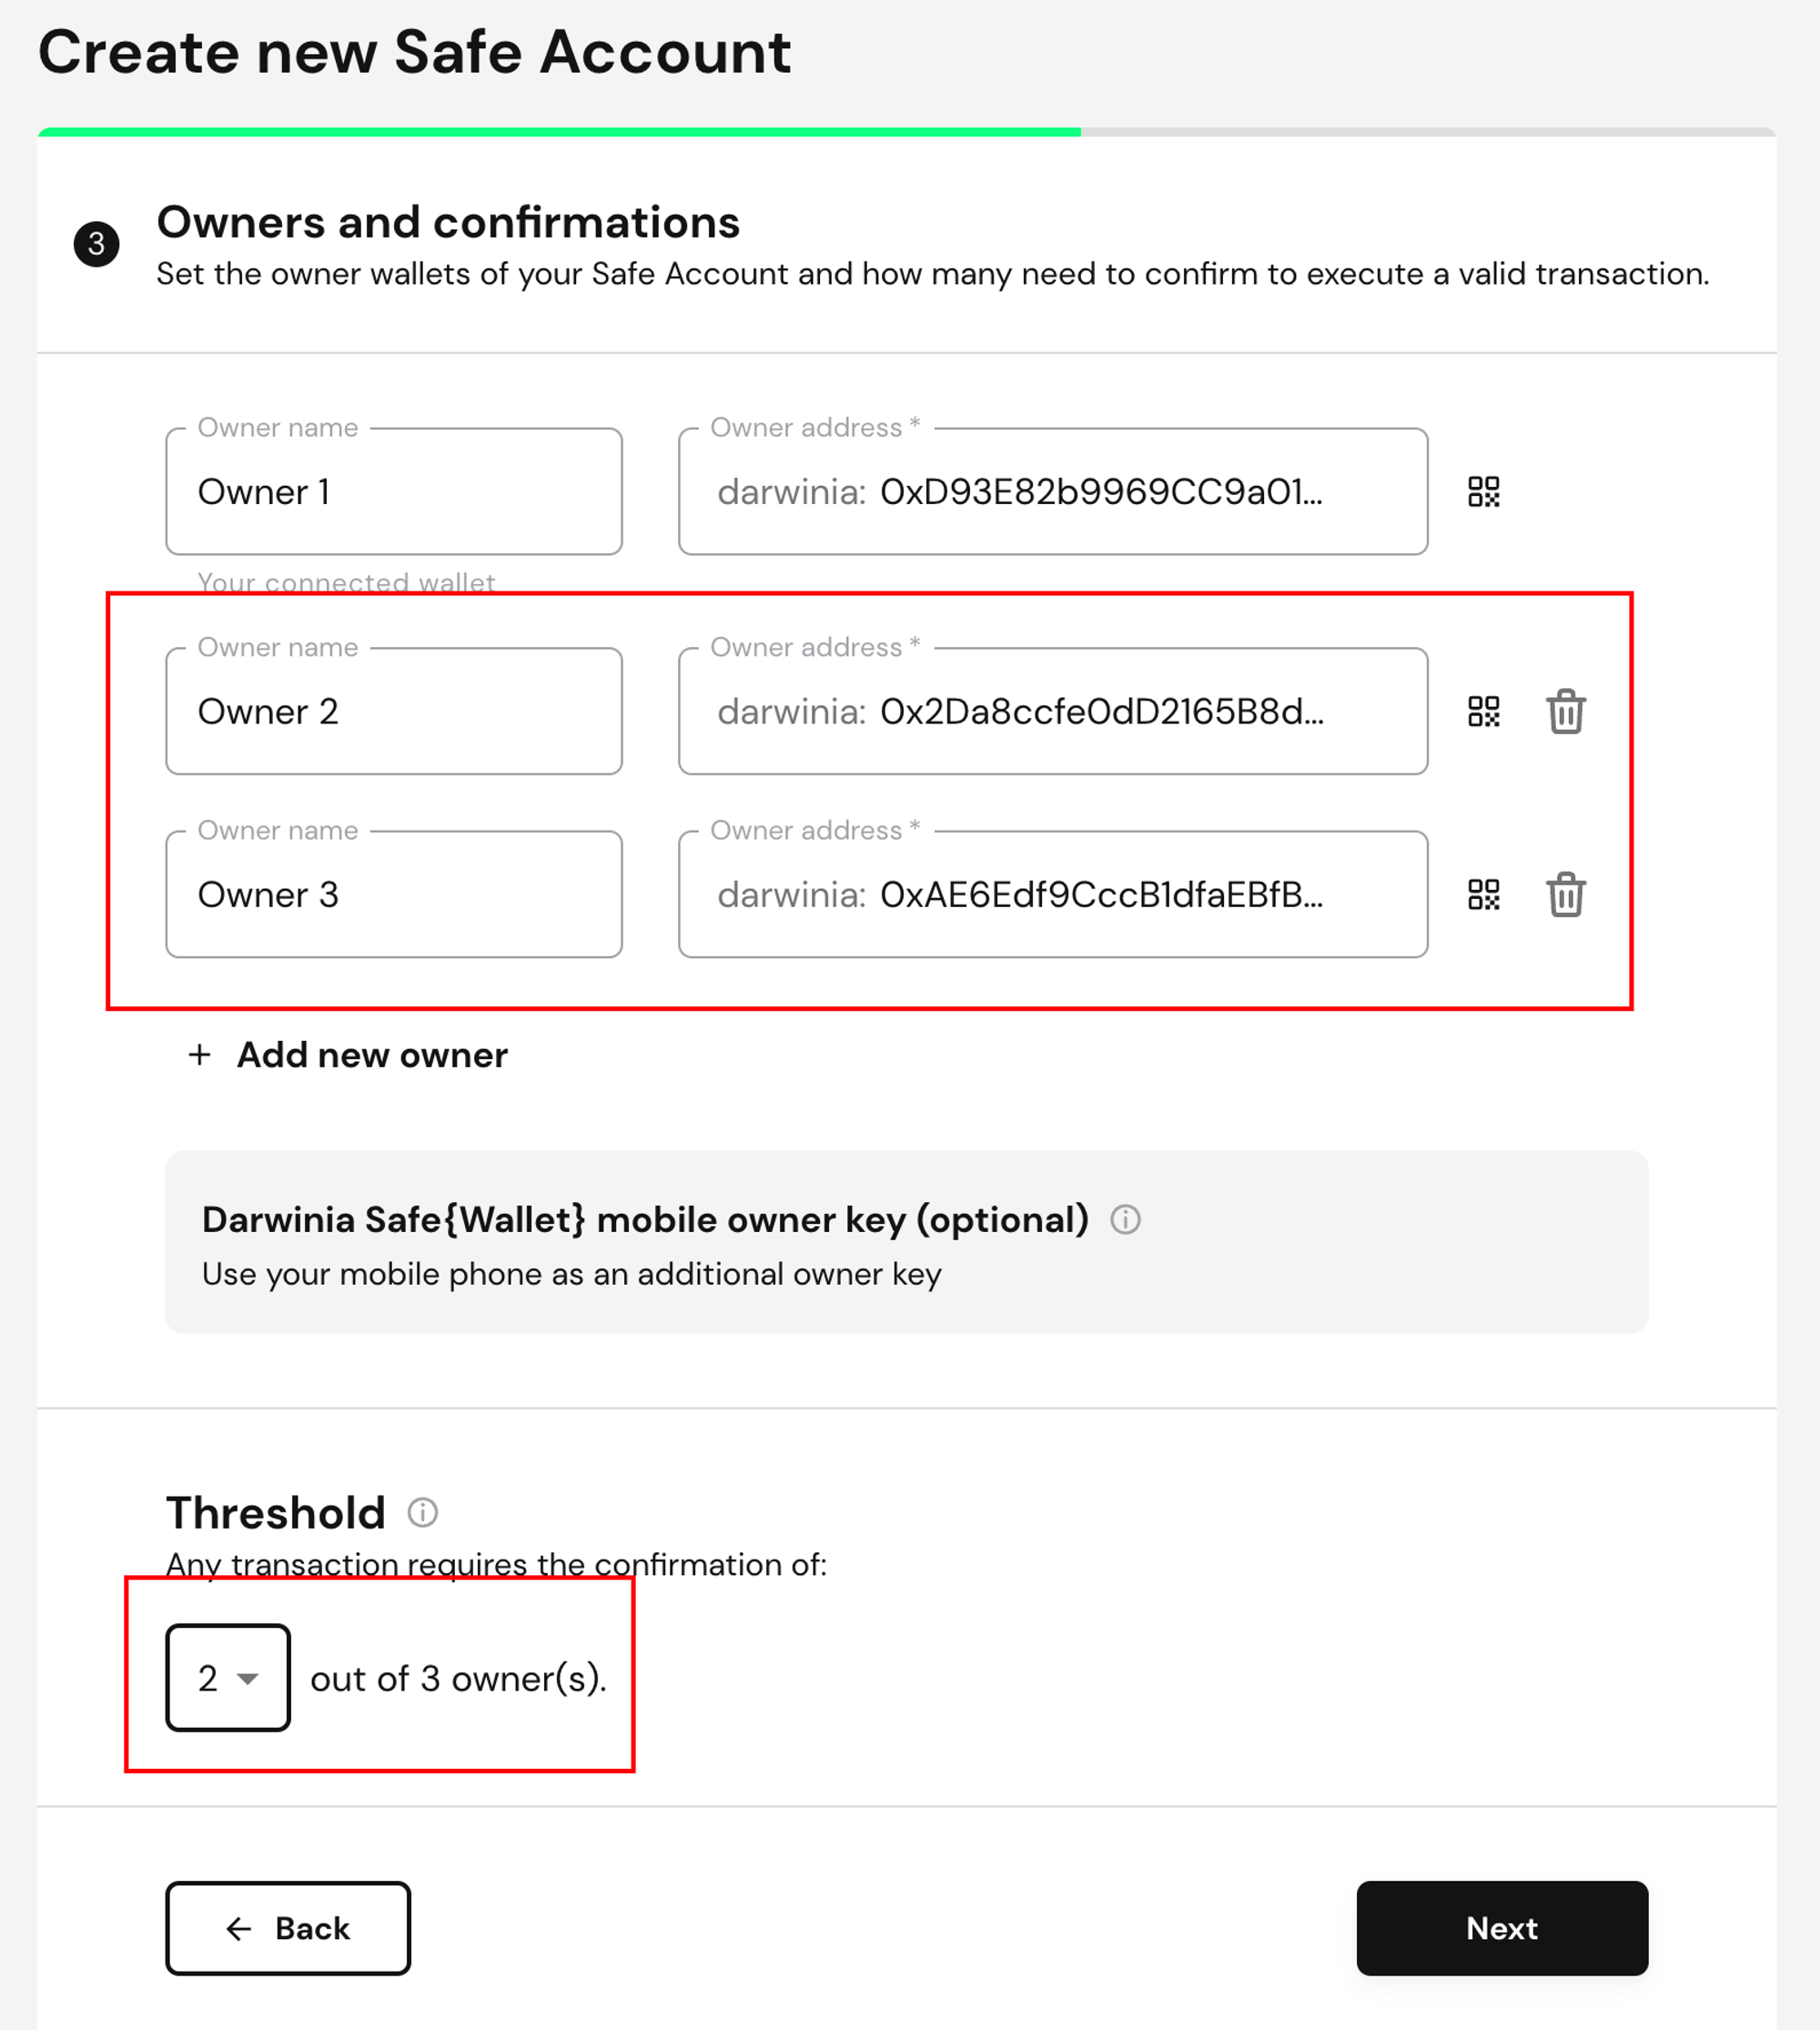 Create new Safe Account
3
Owners and confirmations
Set the owner wallets of your Safe Account and how many need to confirm to execute a valid transaction.
Owner name
Owner address *
Owner 1
darwinia: 0xD93E82b9969CC9a01...
Your connected wallet
Owner name
Owner address *
Owner 2
darwinia: 0x2Da8ccfe0dD2165B8d...
Owner name
Owner address *
Owner 3
darwinia: 0xAE6Edf9CccB1dfaEBfB...
+ Add new owner
Darwinia Safe{Wallet} mobile owner key (optional)
Use your mobile phone as an additional owner key
Threshold
Any transaction requires the confirmation of:
2 out of 3 owner(s).
← Back
Next